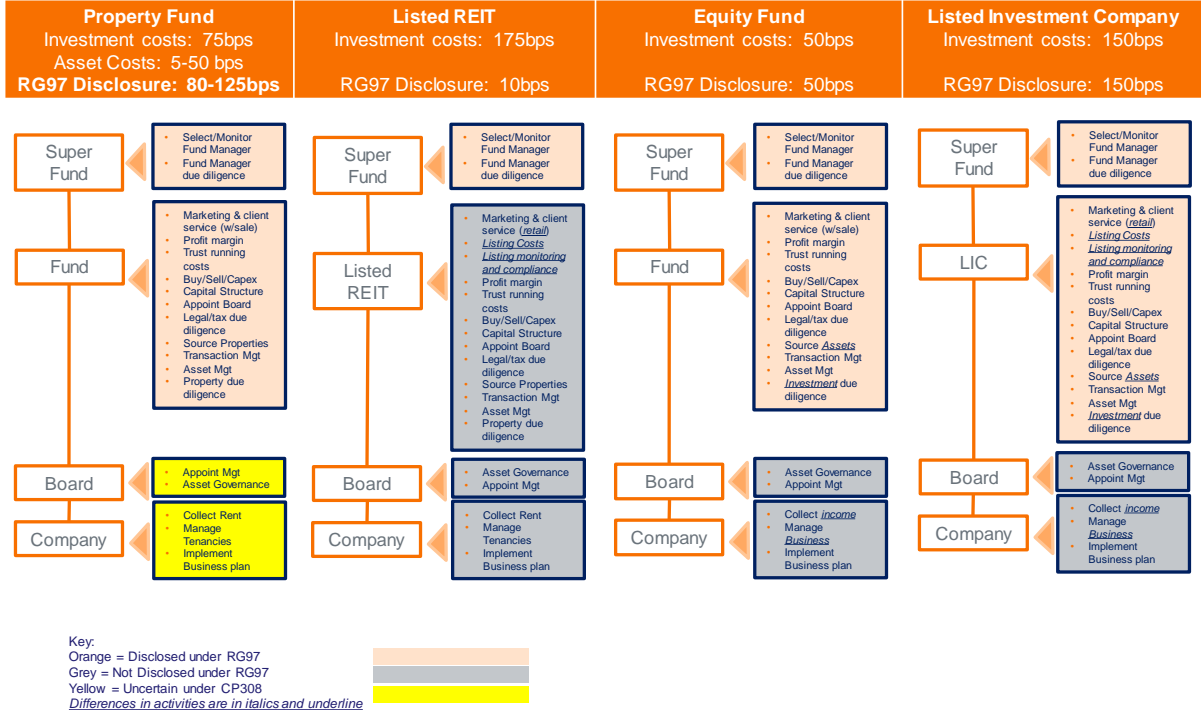 Property Fund
Investment costs: 75bps
Asset Costs: 5-50 bps
RG97 Disclosure: 80-125bps
Listed REIT
Investment costs: 175bps
RG97 Disclosure: 10bps
Equity Fund
Investment costs: 50bps
RG97 Disclosure: 50bps
Listed Investment Company
Investment costs: 150bps
RG97 Disclosure: 150bps
Super
Fund
• Select/Monitor
Fund Manager
• Fund Manager
due diligence
Fund
• Marketing & client
service (w/sale)
• Profit margin
• Trust running
costs
• Buy/Sell/Capex
• Capital Structure
• Appoint Board
• Legal/tax due
diligence
• Source Properties
• Transaction Mgt
• Asset Mgt
• Property due
diligence
Board
• Appoint Mgt
• Asset Governance
Company
• Collect Rent
• Manage
Tenancies
• Implement
Business plan
Super
Fund
• Select/Monitor
Fund Manager
• Fund Manager
due diligence
Listed
REIT
• Marketing & client
service (retail)
• Listing Costs
• Listing monitoring
and compliance
• Profit margin
• Trust running
costs
• Buy/Sell/Capex
• Capital Structure
• Appoint Board
• Legal/tax due
diligence
• Source Properties
• Transaction Mgt
• Asset Mgt
• Property due
diligence
Board
• Asset Governance
• Appoint Mgt
Company
• Collect Rent
• Manage
Tenancies
• Implement
Business plan
Super
Fund
• Select/Monitor
Fund Manager
• Fund Manager
due diligence
Fund
• Marketing & client
service (w/sale)
• Profit margin
• Trust running
costs
• Buy/Sell/Capex
• Capital Structure
• Appoint Board
• Legal/tax due
diligence
• Source Assets
• Transaction Mgt
• Asset Mgt
• Investment due
diligence
Board
• Asset Governance
• Appoint Mgt
Company
• Collect income
• Manage
Business
• Implement
Business plan
Super
Fund
• Select/Monitor
Fund Manager
• Fund Manager
due diligence
LIC
• Marketing & client
service (retail)
• Listing Costs
• Listing monitoring
and compliance
• Profit margin
• Trust running
costs
• Buy/Sell/Capex
• Capital Structure
• Appoint Board
• Legal/tax due
diligence
• Source Assets
• Transaction Mgt
• Asset Mgt
• Investment due
diligence
Board
• Asset Governance
• Appoint Mgt
Company
• Collect income
• Manage
Business
• Implement
Business plan
Key:
Orange = Disclosed under RG97
Grey = Not Disclosed under RG97
Yellow = Uncertain under CP308
Differences in activities are in italics and underline